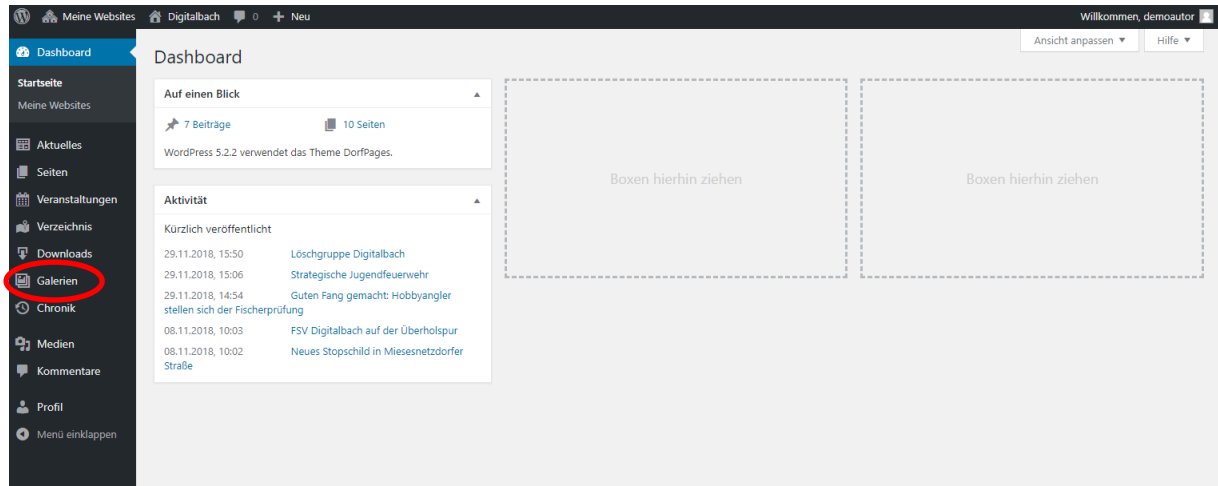 Meine Websites Digitalbach 0 Neu Willkommen, demoautor
Ansicht anpassen ▼ Hilfe ▼
Dashboard
Startseite
Meine Websites
Aktuelles
Seiten
Veranstaltungen
Verzeichnis
Downloads
Galerien
Chronik
Medien
Kommentare
Profil
Menü einklappen
Dashboard
Auf einen Blick
7 Beiträge 10 Seiten
WordPress 5.2.2 verwendet das Theme DorfPages.
Aktivität
Kürzlich veröffentlicht
29.11.2018, 15:50 Löschgruppe Digitalbach
29.11.2018, 15:06 Strategische Jugendfeuerwehr
29.11.2018, 14:54 Guten Fang gemacht: Hobbyangler
stellen sich der Fischerprüfung
08.11.2018, 10:03 FSV Digitalbach auf der Überholspur
08.11.2018, 10:02 Neues Stopschild in Miesesnetzdorfer
Straße
Boxen hierhin ziehen
Boxen hierhin ziehen